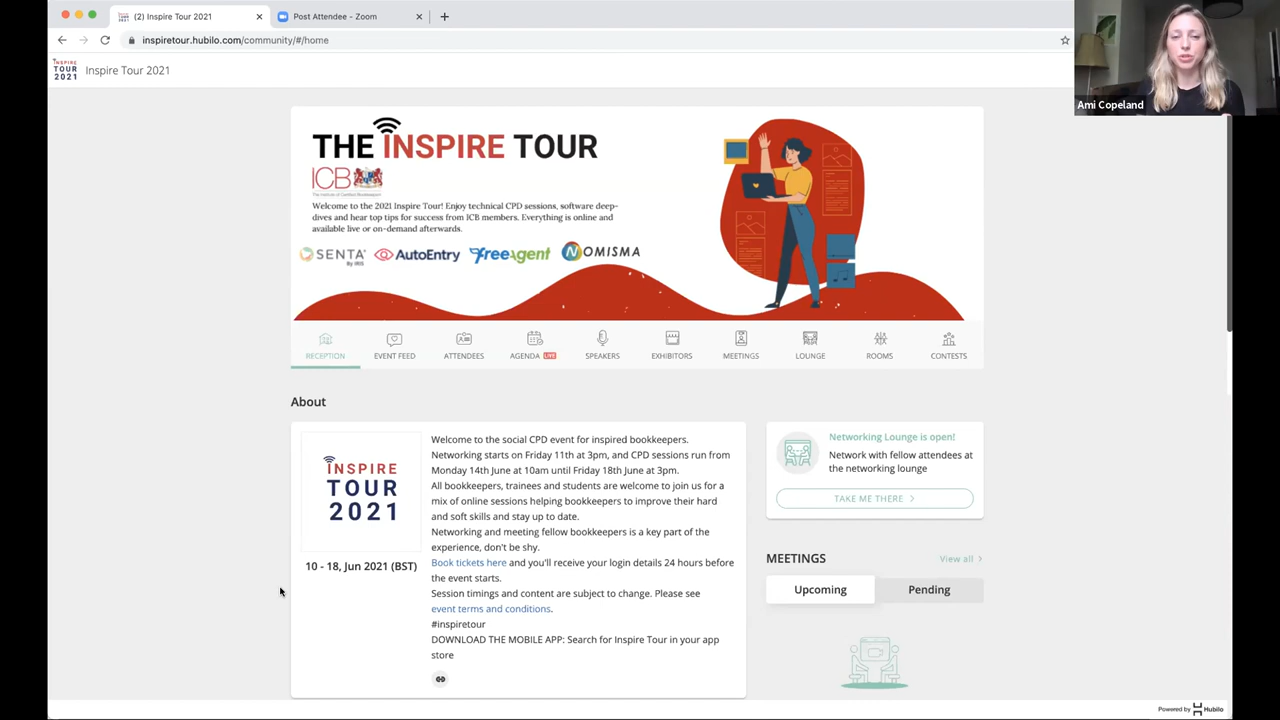 (2) Inspire Tour 2021
Post Attendee - Zoom
inspiretour.hubilo.com/community/#/home
INSPIRE
TOUR
2021
Inspire Tour 2021
Ami Copeland
THE INSPIRE TOUR
ICB
The Institute of Certified Bookkeepers
Welcome to the 2021 Inspire Tour! Enjoy technical CPD sessions, software deep-
dives and hear top tips for success from ICB members. Everything is online and
available live or on-demand afterwards.
SENTA
by IRIS
AutoEntry
FreeAgent
NOMISMA
RECEPTION
EVENT FEED
ATTENDEES
AGENDA LIVE
SPEAKERS
EXHIBITORS
MEETINGS
LOUNGE
ROOMS
CONTESTS
About
INSPIRE
TOUR
2021
10 - 18, Jun 2021 (BST)
Welcome to the social CPD event for inspired bookkeepers.
Networking starts on Friday 11th at 3pm, and CPD sessions run from
Monday 14th June at 10am until Friday 18th June at 3pm.
All bookkeepers, trainees and students are welcome to join us for a
mix of online sessions helping bookkeepers to improve their hard
and soft skills and stay up to date.
Networking and meeting fellow bookkeepers is a key part of the
experience, don't be shy.
Book tickets here and you'll receive your login details 24 hours before
the event starts.
Session timings and content are subject to change. Please see
event terms and conditions.
#inspiretour
DOWNLOAD THE MOBILE APP: Search for Inspire Tour in your app
store
Networking Lounge is open!
Network with fellow attendees at
the networking lounge
TAKE ME THERE
MEETINGS
View all
Upcoming
Pending
Powered by Hubilo